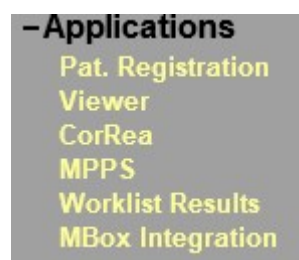 –Applications
Pat. Registration
Viewer
CorRea
MPPS
Worklist Results
MBox Integration